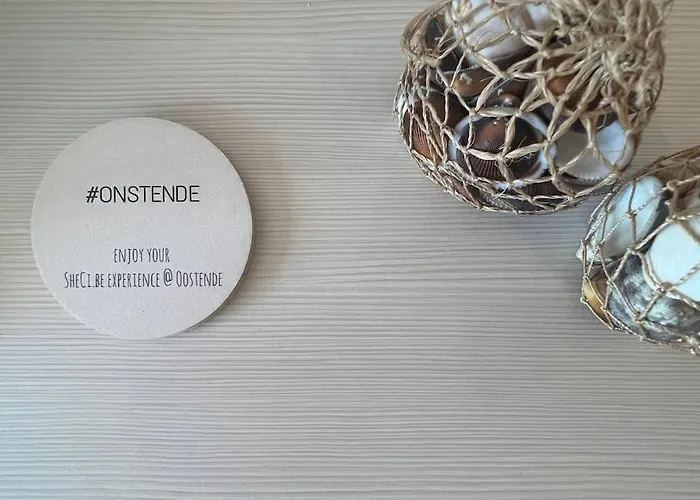 #ONSTENDE
ENJOY YOUR
SHECI.BE EXPERIENCE @ OOSTENDE